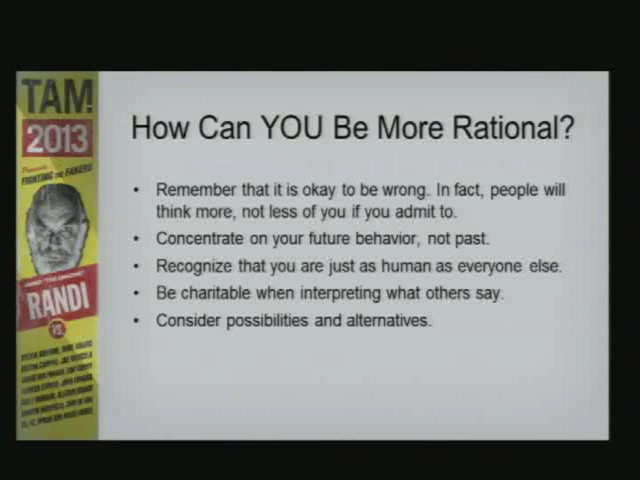 TAM!
2013
FIGHTING THE FAKERS
RANDI
VS.
How Can YOU Be More Rational?
• Remember that it is okay to be wrong. In fact, people will
think more, not less of you if you admit to.
• Concentrate on your future behavior, not past.
• Recognize that you are just as human as everyone else.
• Be charitable when interpreting what others say.
• Consider possibilities and alternatives.